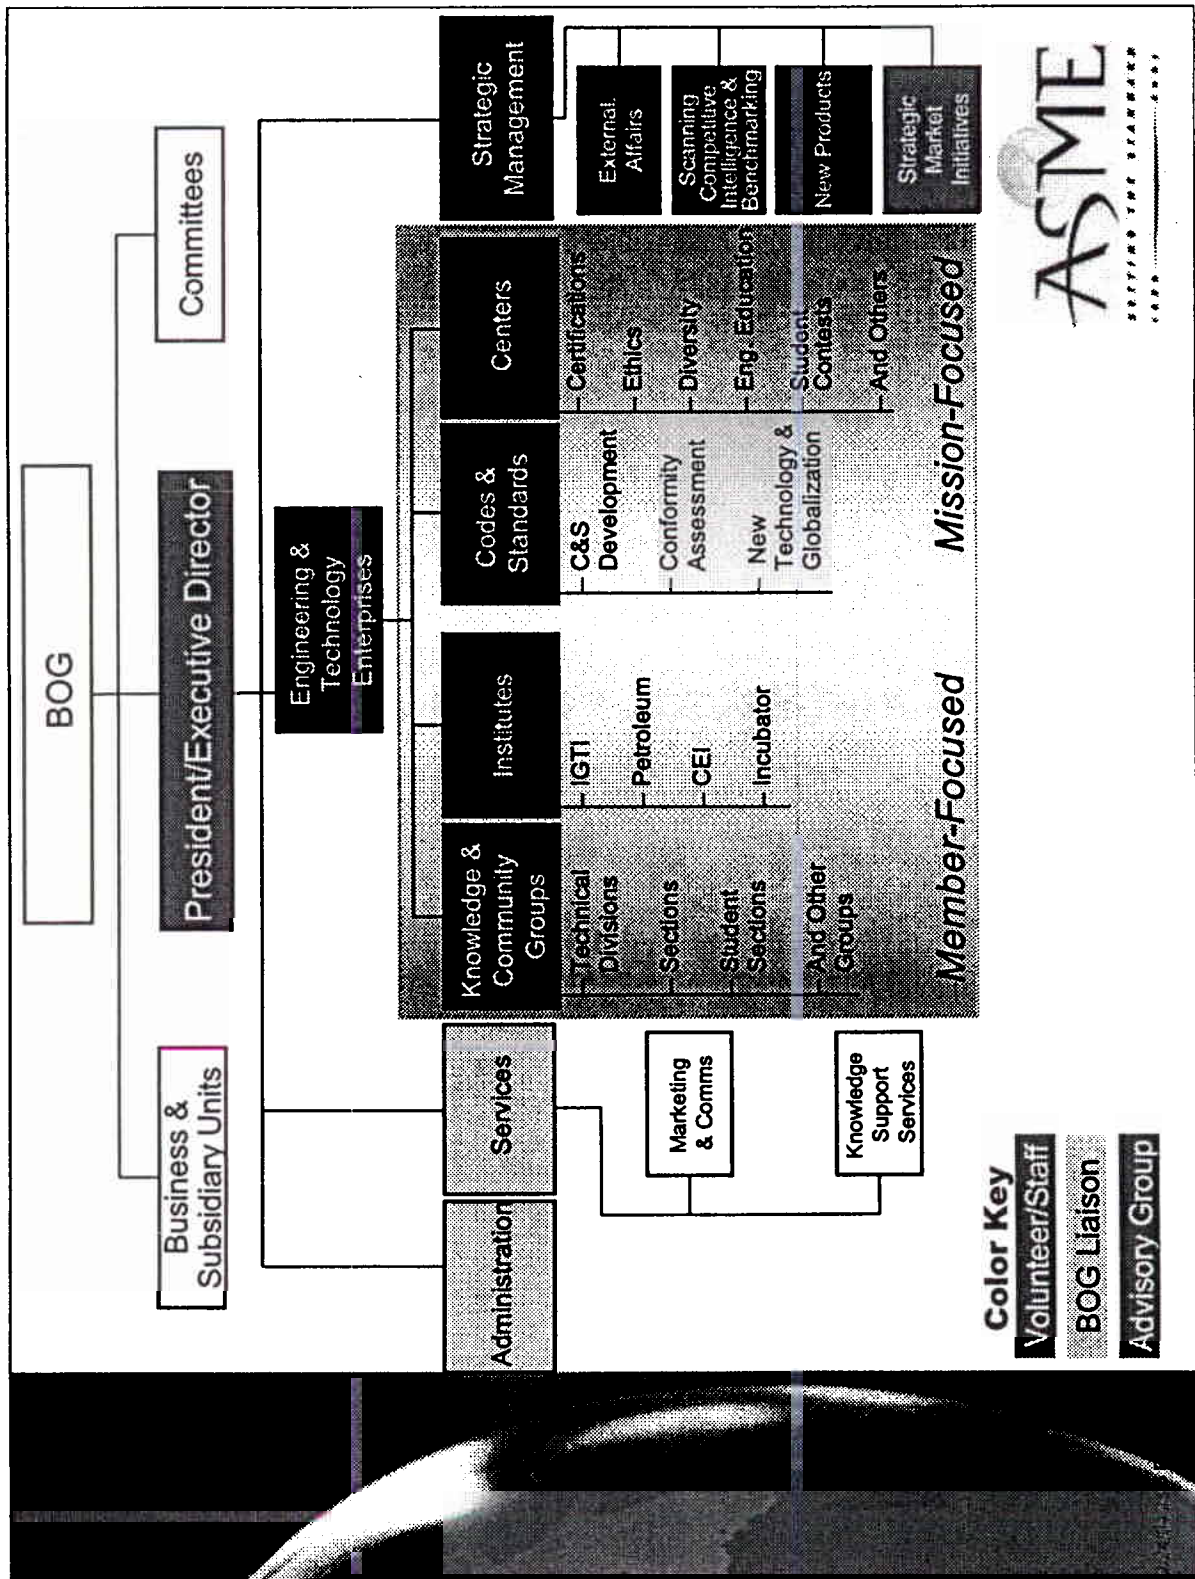 BOG
Business &
Subsidiary Units
President/Executive Director
Committees
Engineering &
Technology
Enterprises
Administration
Services
Knowledge &
Community
Groups
Institutes
Codes &
Standards
Centers
Strategic
Management
Marketing
& Comms
Knowledge
Support
Services
Technical
Divisions
Sections
Student
Sections
And Other
Groups
IGTI
Petroleum
CEI
Incubator
C&S
Development
Conformity
Assessment
New
Technology &
Globalization
Certifications
Ethics
Diversity
Eng. Education
Student
Contests
And Others
External
Affairs
Scanning
Competitive
Intelligence &
Benchmarking
New Products
Strategic
Market
Initiatives
Member-Focused
Mission-Focused
Color Key
Volunteer/Staff
BOG Liaison
Advisory Group
ASME
SETTING THE STANDARD